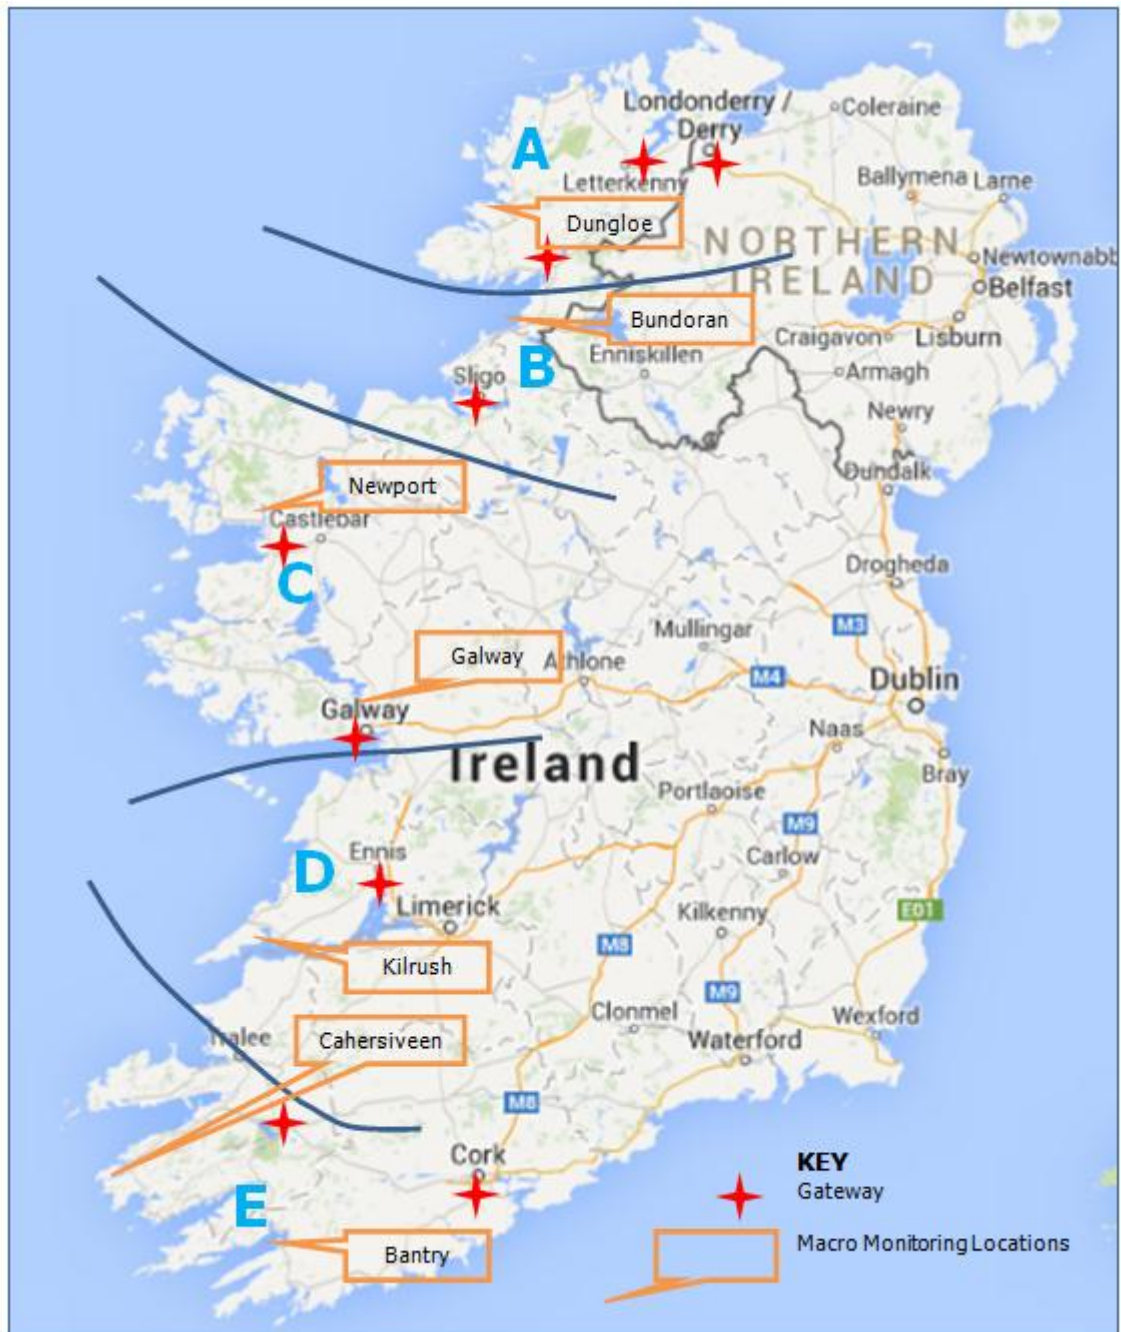 Londonderry /
Derry
Coleraine
A
Letterkenny
Ballymena
Larne
Dungloe
NORTHERN
IRELAND
Newtownabb
Belfast
Bundoran
Lisburn
Craigavon
Enniskillen
B
Sligo
Armagh
Newry
Dundalk
Newport
Castlebar
C
Drogheda
Mullingar
M3
Galway
Athlone
M4
Dublin
Galway
Naas
Ireland
Bray
Portlaoise
M9
Ennis
D
Carlow
Limerick
Kilkenny
E01
M8
Kilrush
M9
Clonmel
Wexford
Tralee
Cahersiveen
Waterford
M8
Cork
KEY
Gateway
E
Bantry
Macro Monitoring Locations